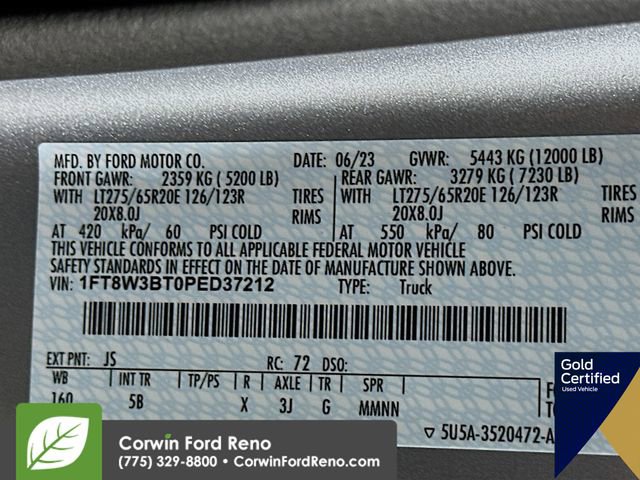 MFD. BY FORD MOTOR CO. DATE: 06/23 GVWR: 5443 KG (12000 LB)
FRONT GAWR: 2359 KG (5200 LB) REAR GAWR: 3279 KG (7230 LB)
WITH LT275/65R20E 126/123R TIRES WITH LT275/65R20E 126/123R TIRES
20X8.0J RIMS 20X8.0J RIMS
AT 420 kPa/ 60 PSI COLD AT 550 kPa/ 80 PSI COLD
THIS VEHICLE CONFORMS TO ALL APPLICABLE FEDERAL MOTOR VEHICLE
SAFETY STANDARDS IN EFFECT ON THE DATE OF MANUFACTURE SHOWN ABOVE.
VIN: 1FT8W3BT0PED37212 TYPE: Truck
EXT PNT: JS RC: 72 DSO:
WB INT TR TP/PS R AXLE TR SPR
160 5B X 3J G MMNN
▽ 5U5A-3520472-A
Gold
Certified
Used Vehicle
Corwin Ford Reno
(775) 329-8800 • CorwinFordReno.com